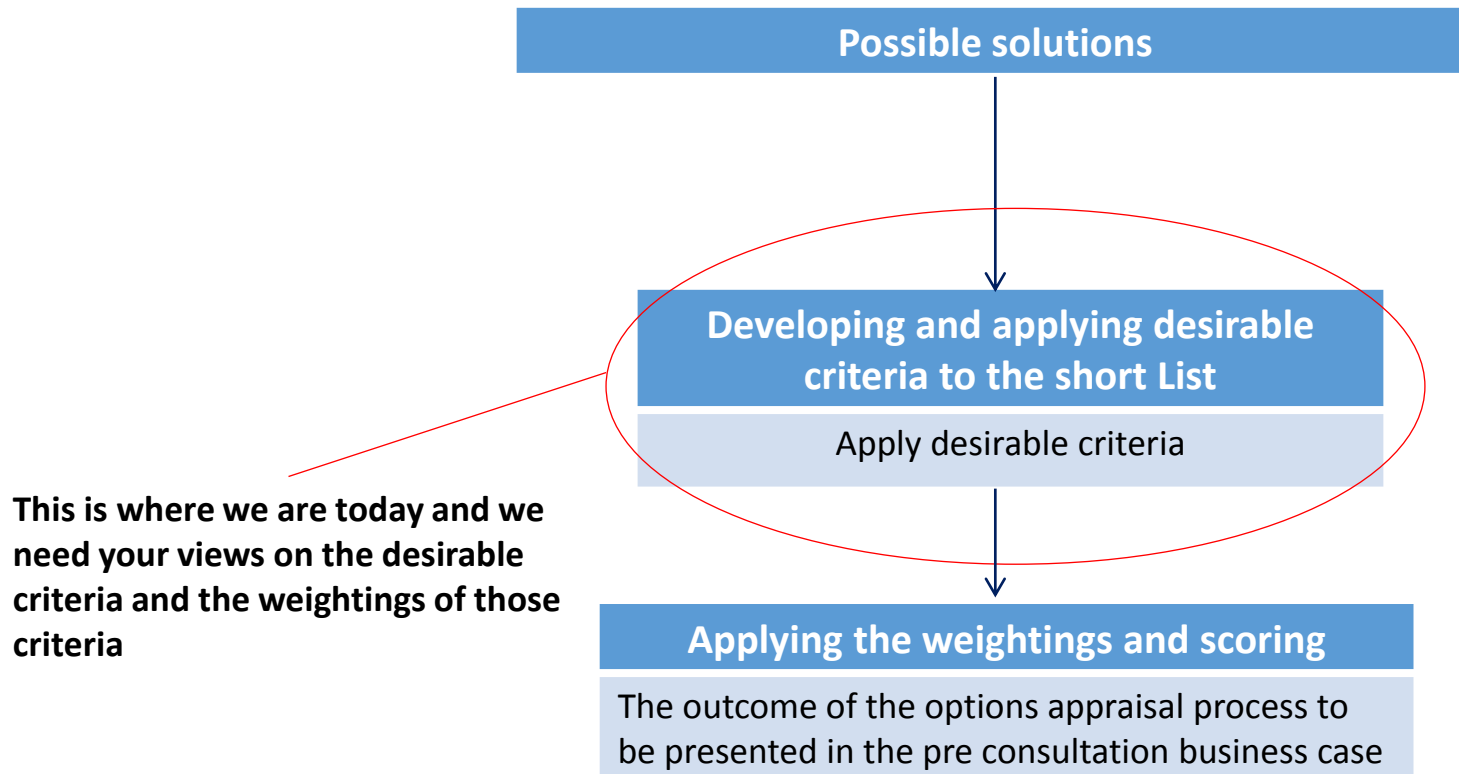 Possible solutions
Developing and applying desirable
criteria to the short List
Apply desirable criteria
This is where we are today and we
need your views on the desirable
criteria and the weightings of those
criteria
Applying the weightings and scoring
The outcome of the options appraisal process to
be presented in the pre consultation business case